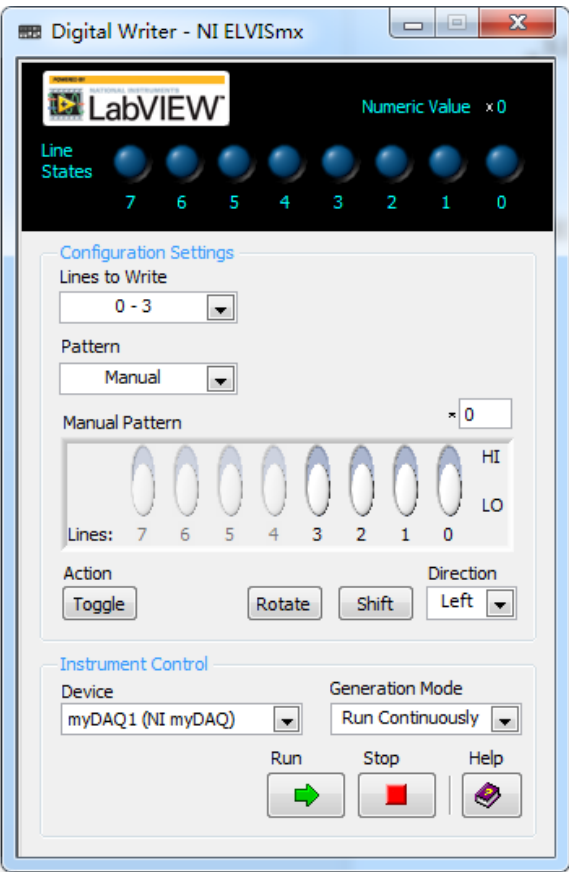 Digital Writer - NI ELVISmx
POWERED BY
NATIONAL INSTRUMENTS
LabVIEW™
Numeric Value × 0
Line
States
7 6 5 4 3 2 1 0
Configuration Settings
Lines to Write
0 - 3
Pattern
Manual
Manual Pattern × 0
HI
LO
Lines: 7 6 5 4 3 2 1 0
Action Direction
Toggle Rotate Shift Left
Instrument Control
Device Generation Mode
myDAQ1 (NI myDAQ) Run Continuously
Run Stop Help